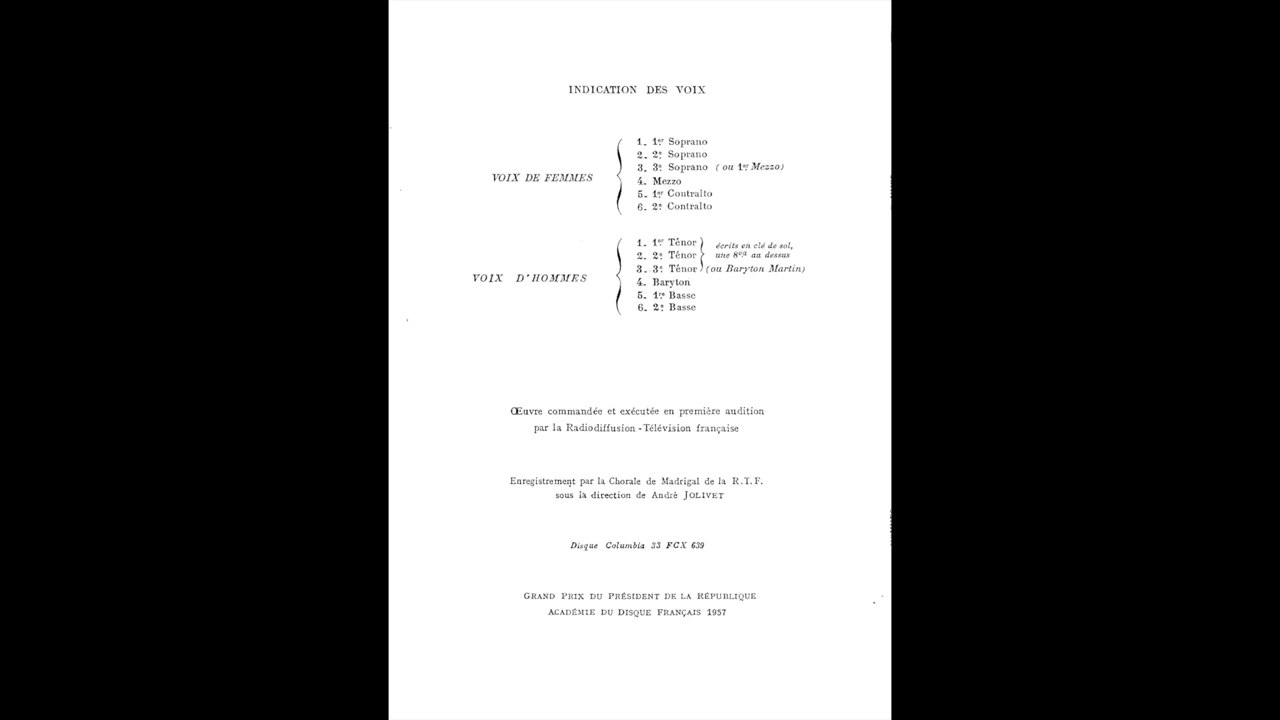 INDICATION DES VOIX
VOIX DE FEMMES
1. 1er Soprano
2. 2e Soprano
3. 3e Soprano (ou 1er Mezzo)
4. Mezzo
5. 1er Contralto
6. 2e Contralto
VOIX D'HOMMES
1. 1er Ténor
2. 2e Ténor
écrits en clé de sol,
une 8va au dessus
3. 3e Ténor (ou Baryton Martin)
4. Baryton
5. 1re Basse
6. 2e Basse
Œuvre commandée et exécutée en première audition
par la Radiodiffusion-Télévision française
Enregistrement par la Chorale de Madrigal de la R.T.F.
sous la direction de André JOLIVET
Disque Columbia 33 FCX 639
GRAND PRIX DU PRÉSIDENT DE LA RÉPUBLIQUE
ACADÉMIE DU DISQUE FRANÇAIS 1957